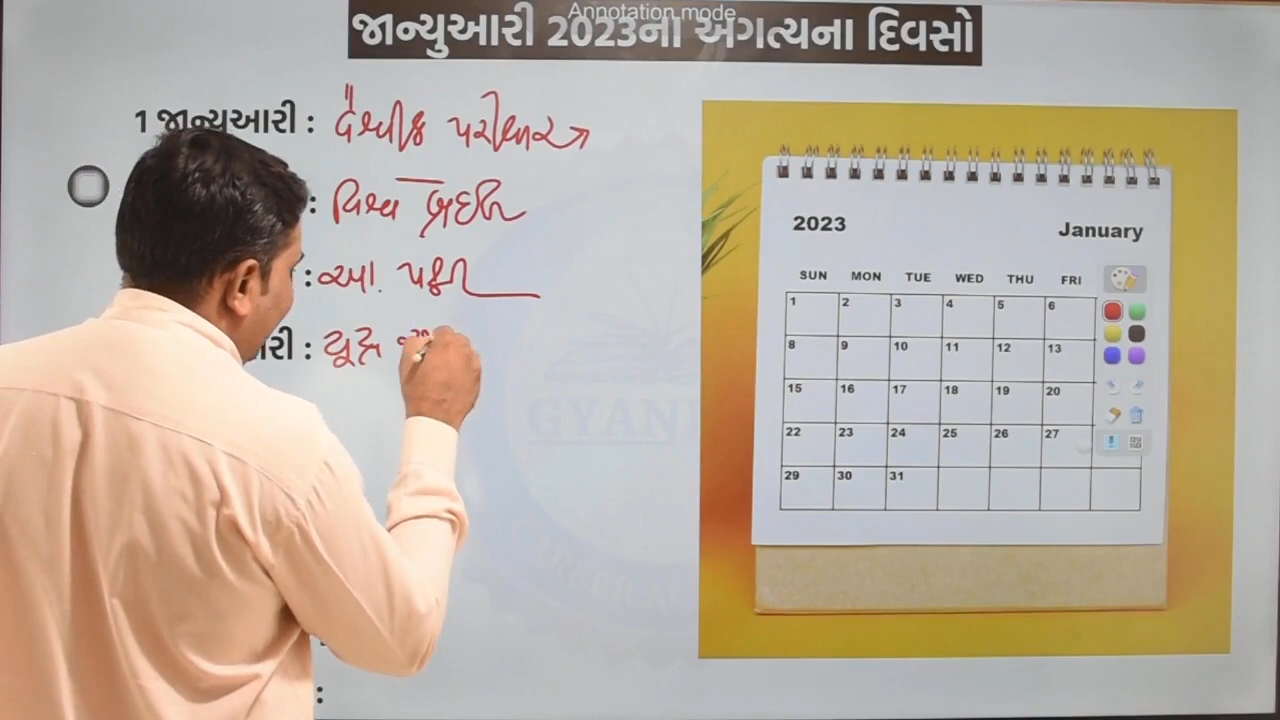 Annotation mode
જાન્યુઆરી 2023ના અગત્યના દિવસો
1 જાન્યુઆરી : વૈશ્વિક પરિવાર
: વિશ્વ બ્રેઈલ
:
રી : યુદ્ધ
:
GYAN
2023 January
SUN MON TUE WED THU FRI
1 2 3 4 5 6
8 9 10 11 12 13
15 16 17 18 19 20
22 23 24 25 26 27
29 30 31